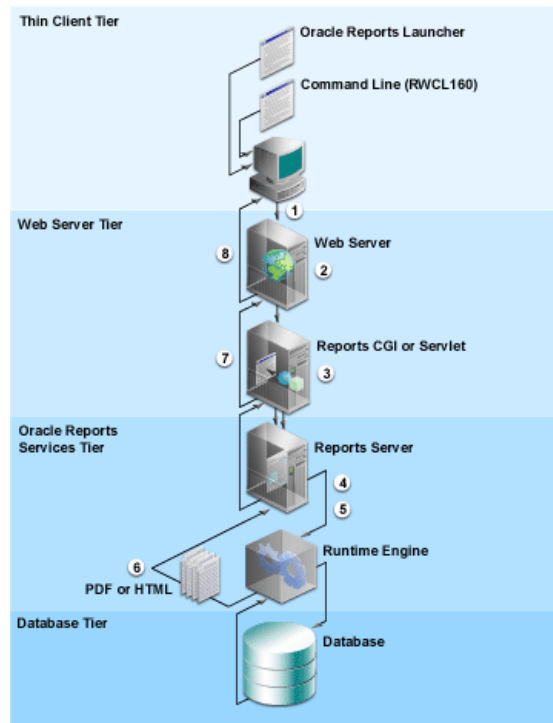 Thin Client Tier
Oracle Reports Launcher
Command Line (RWCL160)
1
Web Server Tier
Web Server
8
2
Reports CGI or Servlet
7
3
Oracle Reports
Services Tier
Reports Server
4
5
Runtime Engine
6
PDF or HTML
Database Tier
Database